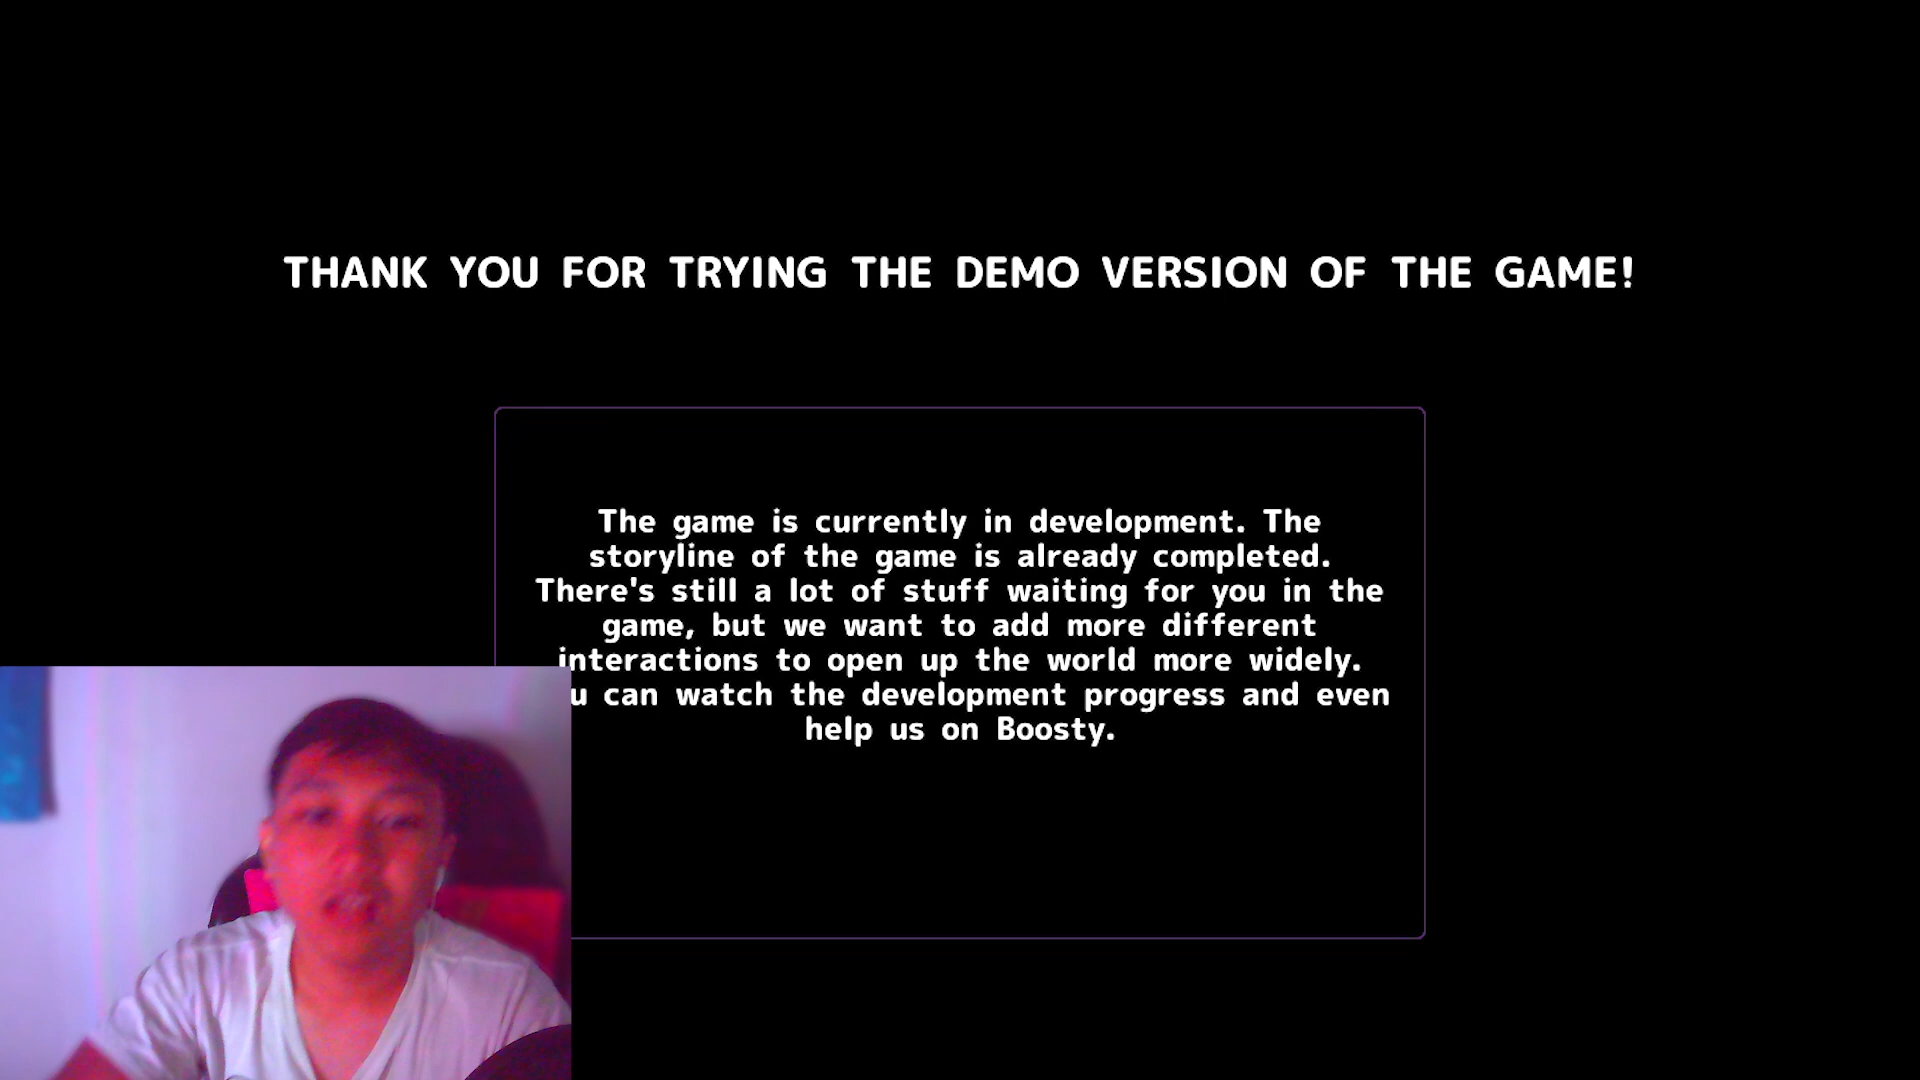 THANK YOU FOR TRYING THE DEMO VERSION OF THE GAME!
The game is currently in development. The
storyline of the game is already completed.
There's still a lot of stuff waiting for you in the
game, but we want to add more different
interactions to open up the world more widely.
can watch the development progress and even
help us on Boosty.